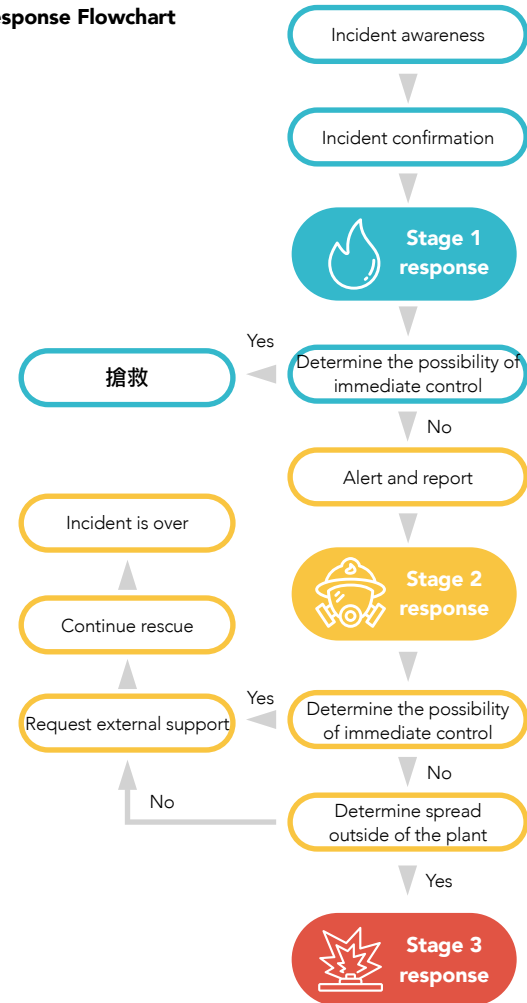 esponse Flowchart
Incident awareness
Incident confirmation
Stage 1
response
Yes
搶救
Determine the possibility of
immediate control
No
Alert and report
Incident is over
Stage 2
response
Continue rescue
Yes
Request external support
Determine the possibility
of immediate control
No
No
Determine spread
outside of the plant
Yes
Stage 3
response